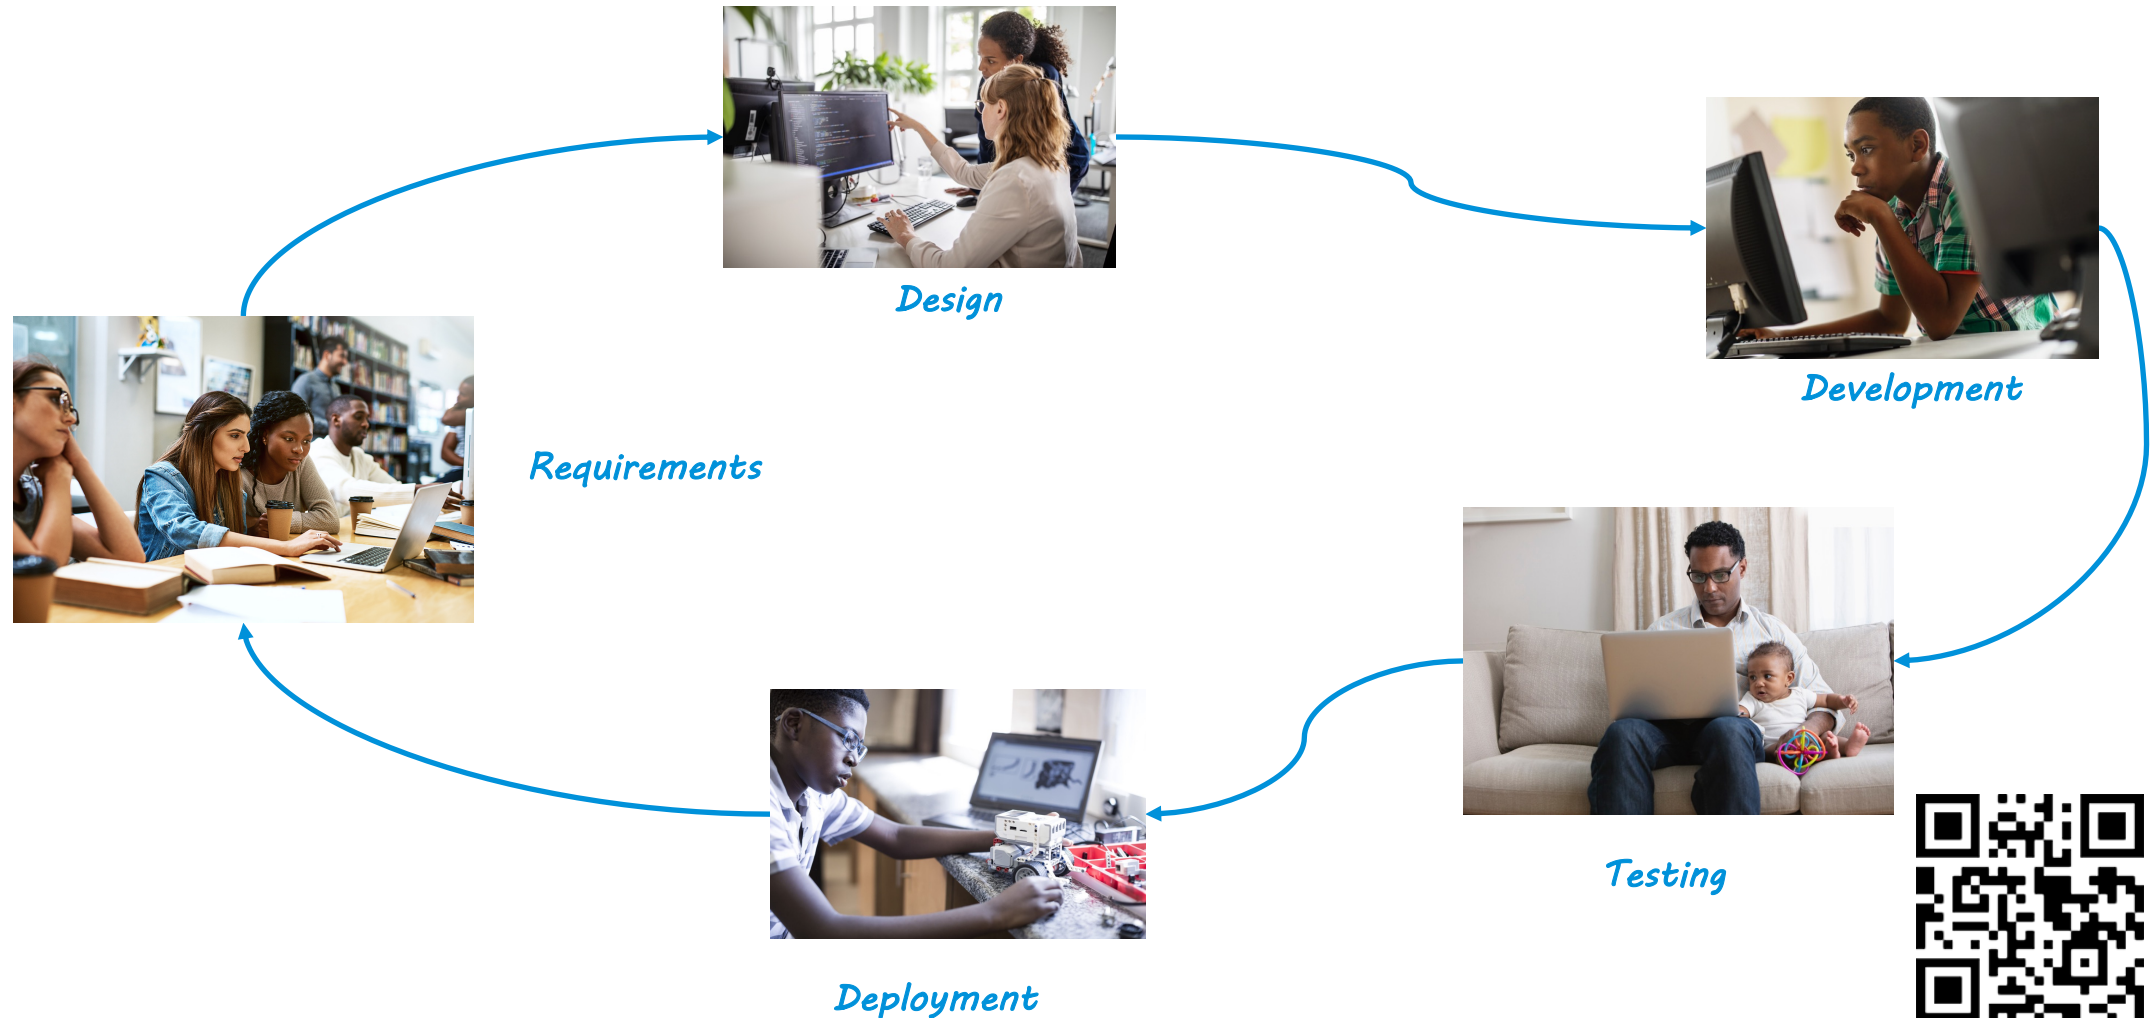 Design
Development
Requirements
Testing
Deployment